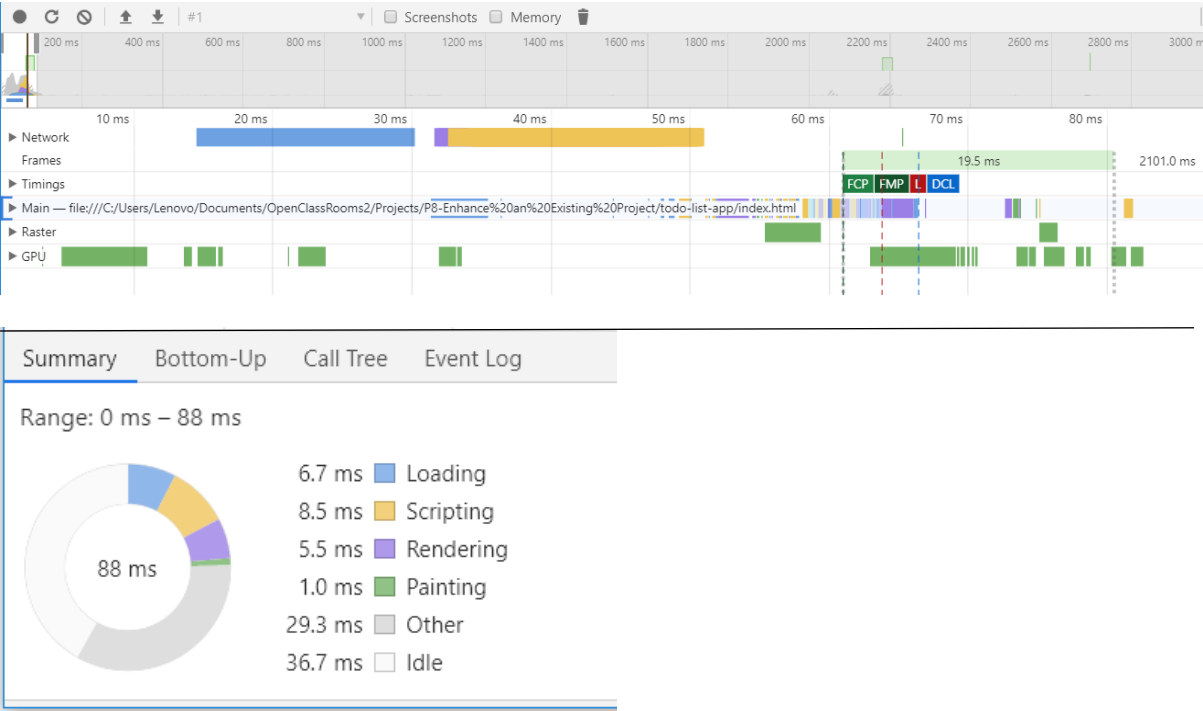 #1 Screenshots Memory
200 ms 400 ms 600 ms 800 ms 1000 ms 1200 ms 1400 ms 1600 ms 1800 ms 2000 ms 2200 ms 2400 ms 2600 ms 2800 ms 3000 m
10 ms 20 ms 30 ms 40 ms 50 ms 60 ms 70 ms 80 ms
Network
Frames 19.5 ms 2101.0 ms
Timings FCP FMP L DCL
Main — file:///C:/Users/Lenovo/Documents/OpenClassRooms2/Projects/P8-Enhance%20an%20Existing%20Project/todo-list-app/index.html
Raster
GPU
Summary Bottom-Up Call Tree Event Log
Range: 0 ms – 88 ms
88 ms
6.7 ms Loading
8.5 ms Scripting
5.5 ms Rendering
1.0 ms Painting
29.3 ms Other
36.7 ms Idle